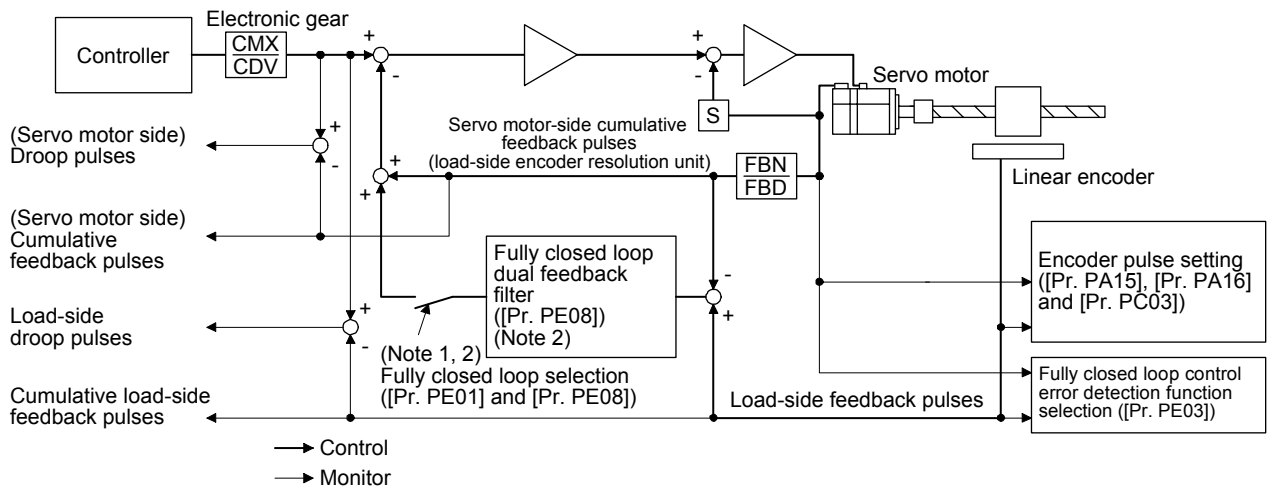 Electronic gear
Controller
CMX
CDV
+
-
+
-
Servo motor
S
(Servo motor side)
Droop pulses
+
-
Servo motor-side cumulative
feedback pulses
(load-side encoder resolution unit)
+
+
FBN
FBD
Linear encoder
(Servo motor side)
Cumulative
feedback pulses
Fully closed loop
dual feedback
filter
([Pr. PE08])
(Note 2)
-
+
Encoder pulse setting
([Pr. PA15], [Pr. PA16]
and [Pr. PC03])
Load-side
droop pulses
+
-
(Note 1, 2)
Fully closed loop selection
([Pr. PE01] and [Pr. PE08])
Cumulative load-side
feedback pulses
Load-side feedback pulses
Fully closed loop control
error detection function
selection ([Pr. PE03])
Control
Monitor